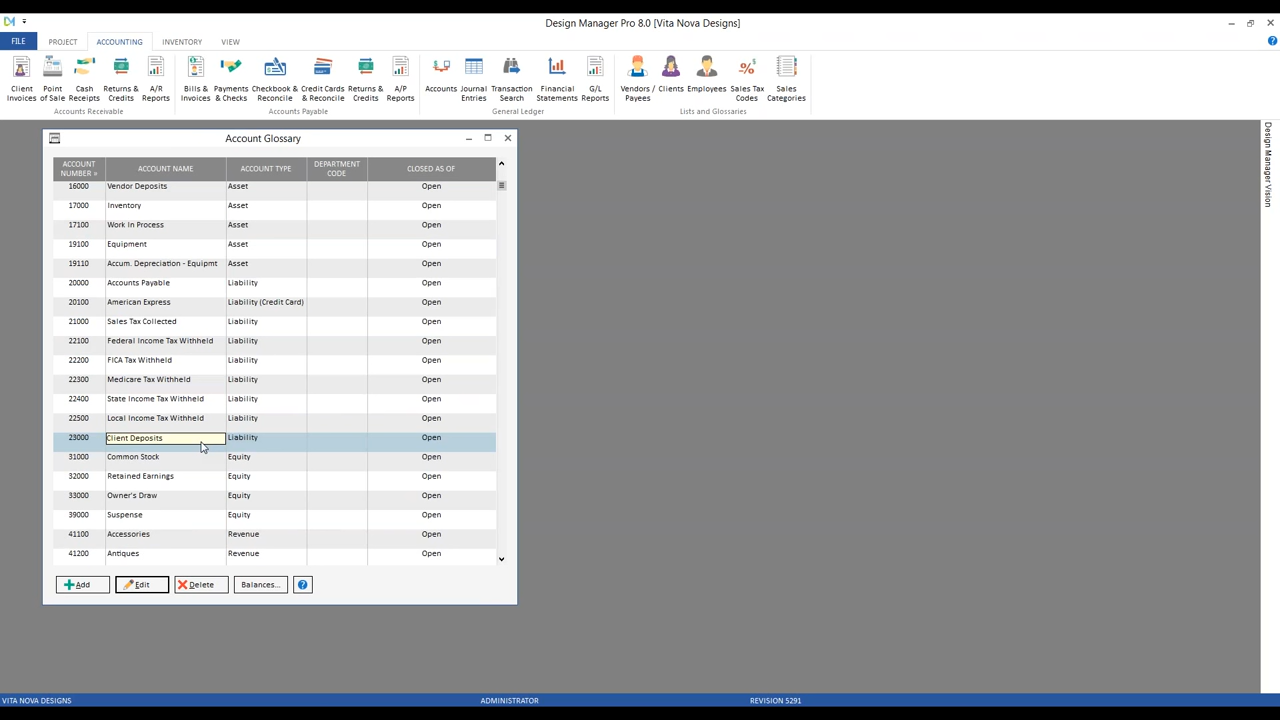 Design Manager Pro 8.0 [Vita Nova Designs]
FILE PROJECT ACCOUNTING INVENTORY VIEW
Client Invoices
Point of Sale
Cash Receipts
Returns & Credits
A/R Reports
Accounts Receivable
Bills & Invoices
Payments & Checks
Checkbook & Reconcile
Credit Cards & Reconcile
Returns & Credits
A/P Reports
Accounts Payable
Accounts
Journal Entries
Transaction Search
Financial Statements
G/L Reports
General Ledger
Vendors / Payees
Clients
Employees
Sales Tax Codes
Sales Categories
Lists and Glossaries
Design Manager Vision
Account Glossary
ACCOUNT NUMBER » ACCOUNT NAME ACCOUNT TYPE DEPARTMENT CODE CLOSED AS OF
16000 Vendor Deposits Asset Open
17000 Inventory Asset Open
17100 Work In Process Asset Open
19100 Equipment Asset Open
19110 Accum. Depreciation - Equipmt Asset Open
20000 Accounts Payable Liability Open
20100 American Express Liability (Credit Card) Open
21000 Sales Tax Collected Liability Open
22100 Federal Income Tax Withheld Liability Open
22200 FICA Tax Withheld Liability Open
22300 Medicare Tax Withheld Liability Open
22400 State Income Tax Withheld Liability Open
22500 Local Income Tax Withheld Liability Open
23000 Client Deposits Liability Open
31000 Common Stock Equity Open
32000 Retained Earnings Equity Open
33000 Owner's Draw Equity Open
39000 Suspense Equity Open
41100 Accessories Revenue Open
41200 Antiques Revenue Open
Add Edit Delete Balances... ?
VITA NOVA DESIGNS ADMINISTRATOR REVISION 5291